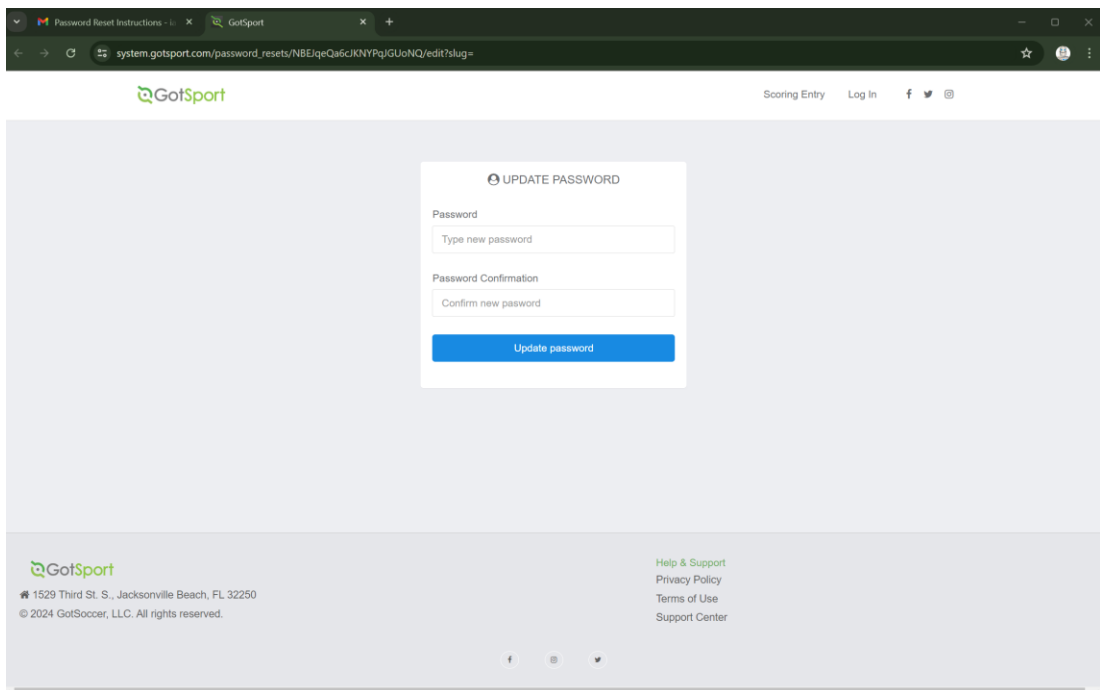 Password Reset Instructions - i
GotSport
system.gotsport.com/password_resets/NBEJqeQa6cJKNYPqJGUoNQ/edit?slug=
GotSport
Scoring Entry
Log In
UPDATE PASSWORD
Password
Type new password
Password Confirmation
Confirm new pasword
Update password
GotSport
1529 Third St. S., Jacksonville Beach, FL 32250
© 2024 GotSoccer, LLC. All rights reserved.
Help & Support
Privacy Policy
Terms of Use
Support Center